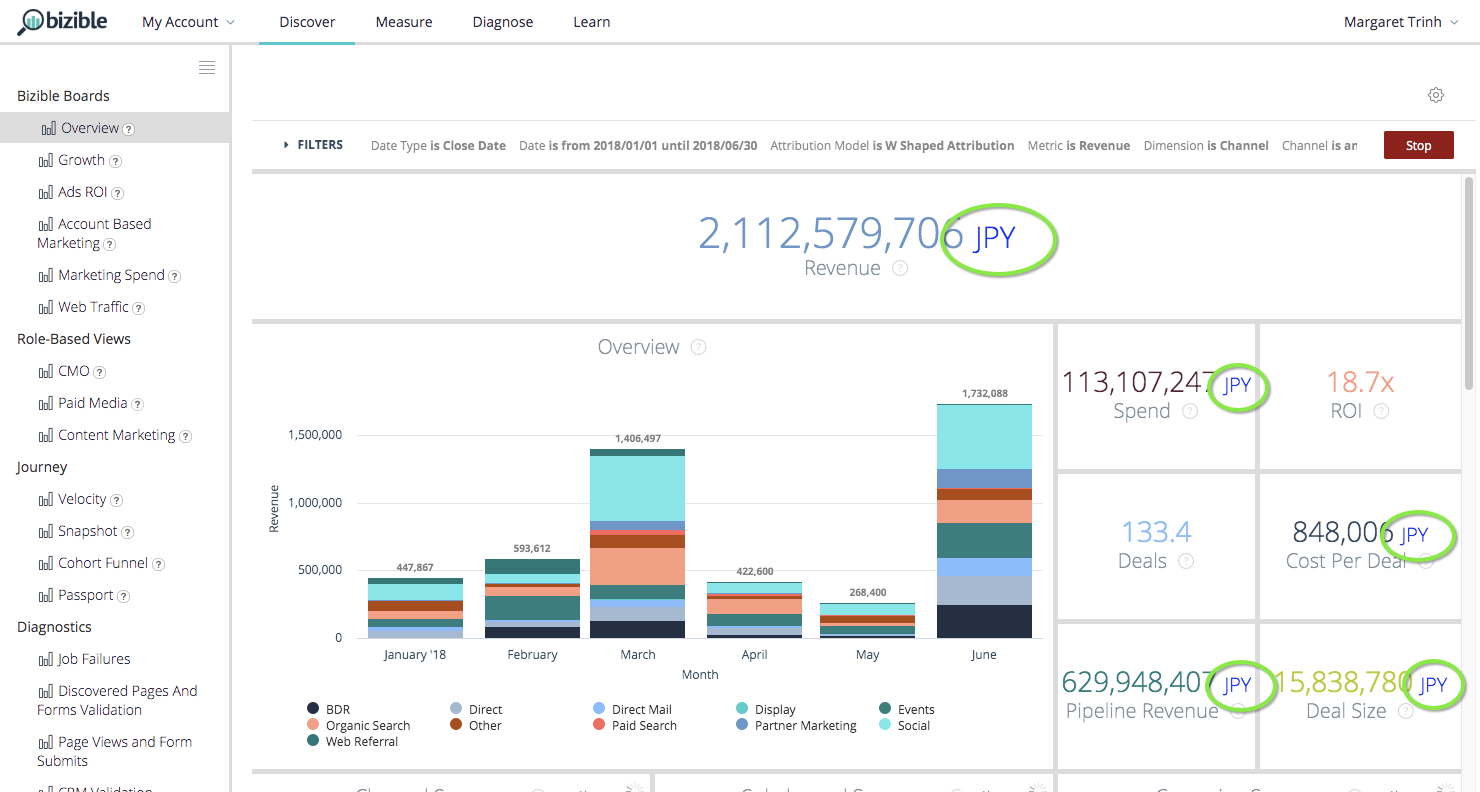 bizible
My Account
Discover
Measure
Diagnose
Learn
Margaret Trinh
Bizible Boards
Overview ?
Growth ?
Ads ROI ?
Account Based
Marketing ?
Marketing Spend ?
Web Traffic ?
Role-Based Views
CMO ?
Paid Media ?
Content Marketing ?
Journey
Velocity ?
Snapshot ?
Cohort Funnel ?
Passport ?
Diagnostics
Job Failures
Discovered Pages And
Forms Validation
Page Views and Form
Submits
CRM Validation
FILTERS Date Type is Close Date Date is from 2018/01/01 until 2018/06/30 Attribution Model is W Shaped Attribution Metric is Revenue Dimension is Channel Channel is an
Stop
2,112,579,706 JPY
Revenue ?
Overview ?
1,732,088
1,500,000
1,406,497
1,000,000
593,612
500,000
447,867
422,600
268,400
0
Revenue
January '18 February March April May June
Month
BDR Direct Direct Mail Display Events
Organic Search Other Paid Search Partner Marketing Social
Web Referral
113,107,247 JPY
Spend ?
18.7x
ROI ?
133.4
Deals ?
848,006 JPY
Cost Per Deal
629,948,407 JPY
Pipeline Revenue ?
15,838,780 JPY
Deal Size ?